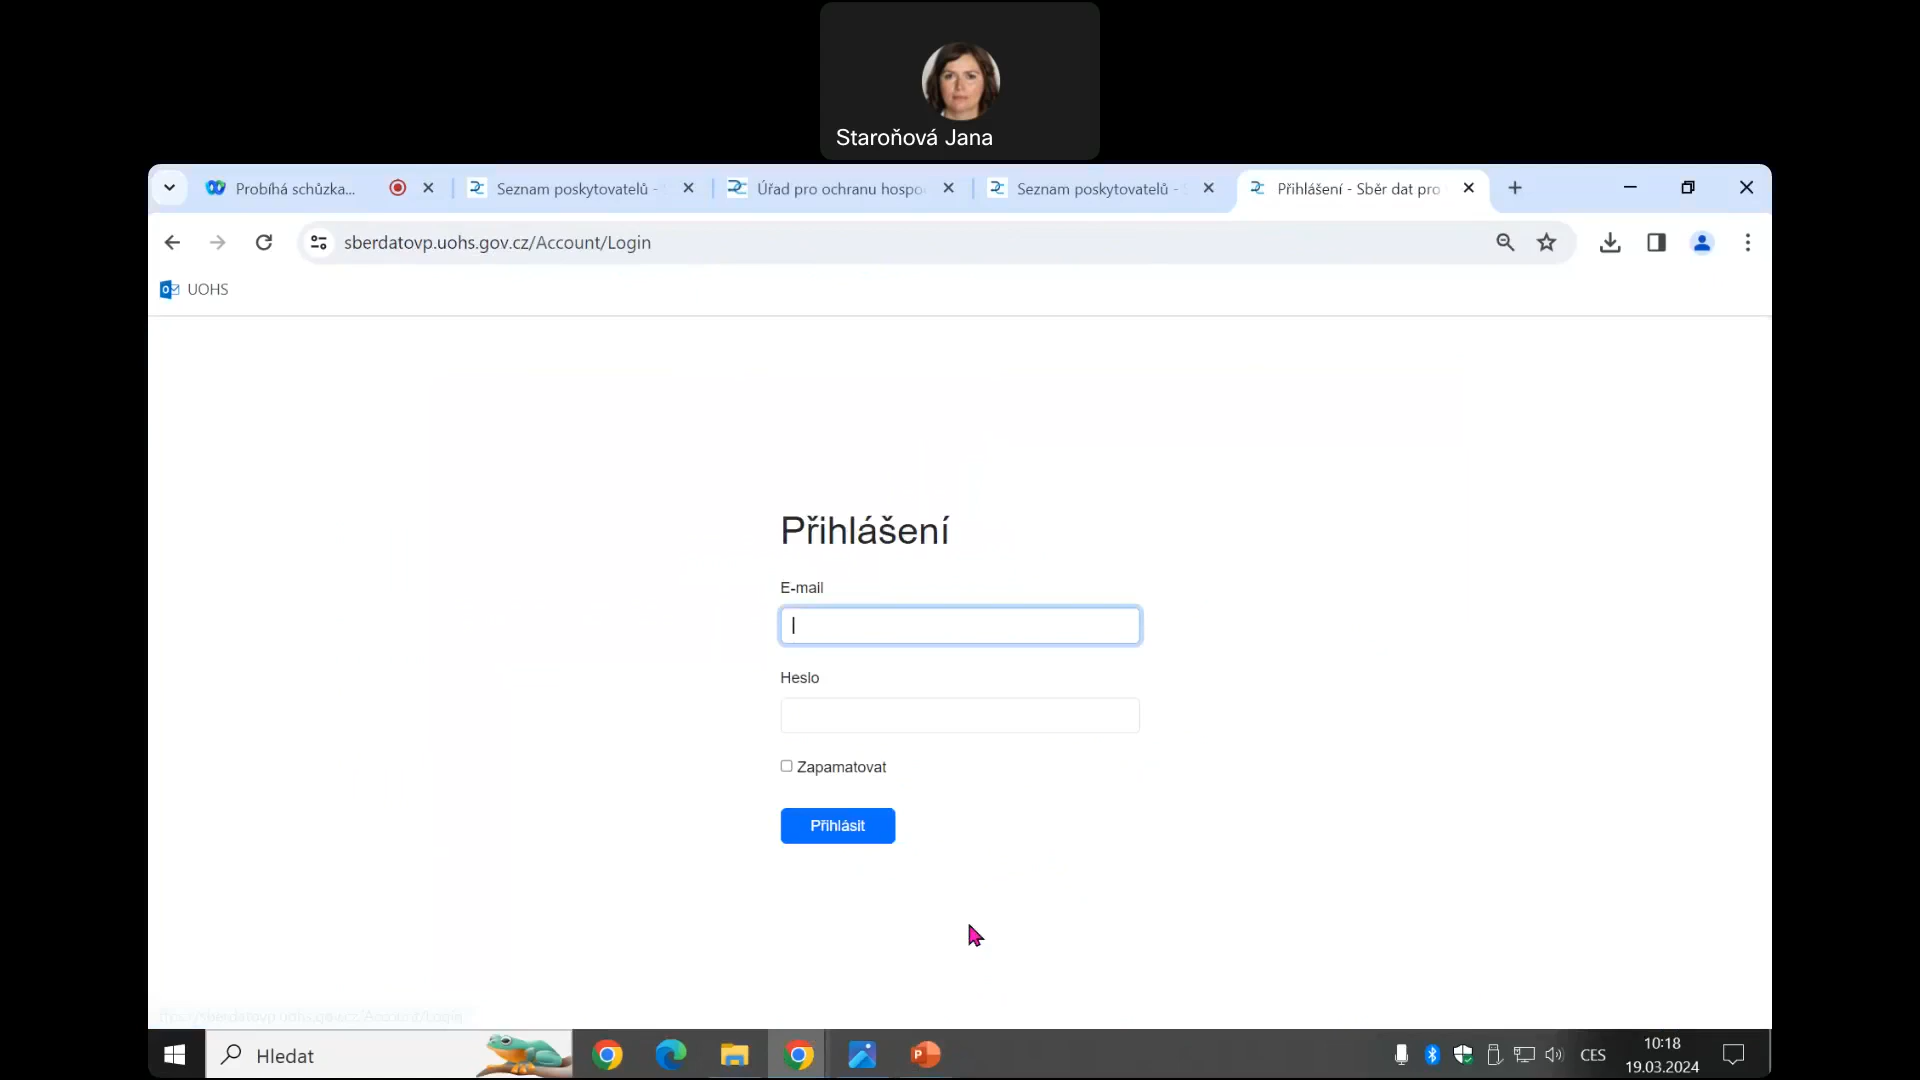 Staroňová Jana
Probíhá schůzka...
Seznam poskytovatelů -
Úřad pro ochranu hospo
Seznam poskytovatelů -
Přihlášení - Sběr dat pro
sberdatovp.uohs.gov.cz/Account/Login
UOHS
Přihlášení
E-mail
Heslo
Zapamatovat
Přihlásit
Hledat
CES
10:18
19.03.2024